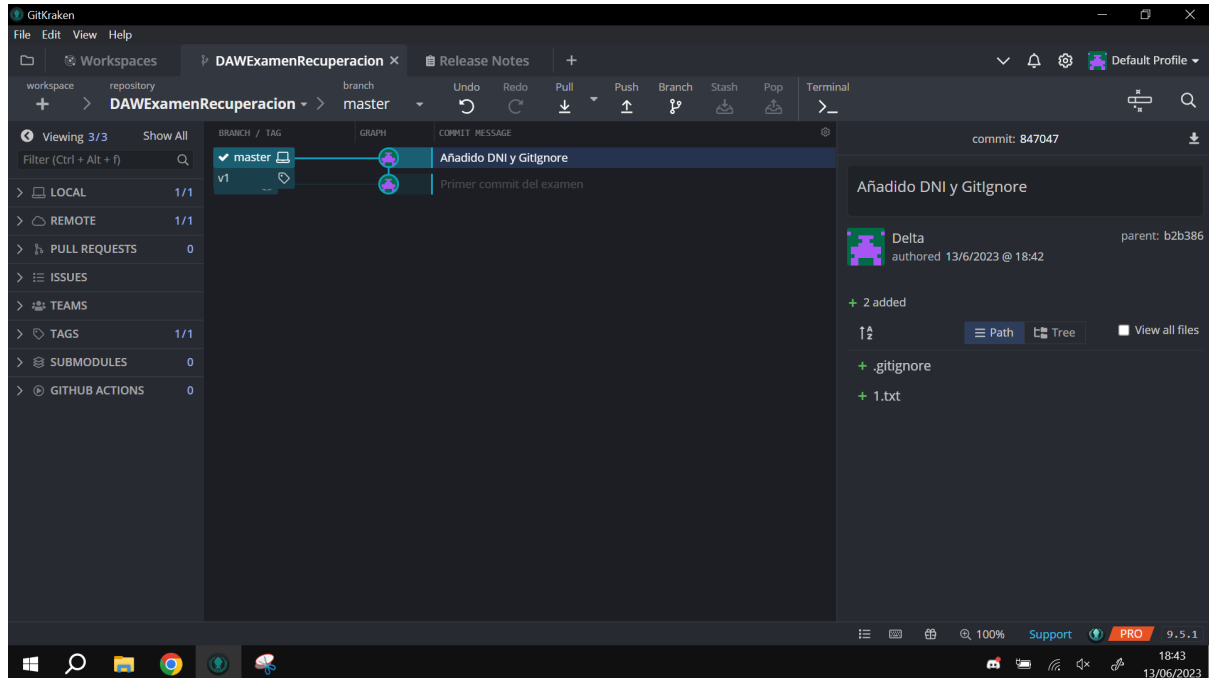 GitKraken
File Edit View Help
Workspaces
DAWExamenRecuperacion
Release Notes
Default Profile
workspace
repository
DAWExamenRecuperacion
branch
master
Undo
Redo
Pull
Push
Branch
Stash
Pop
Terminal
Viewing 3/3 Show All
Filter (Ctrl + Alt + f)
LOCAL 1/1
REMOTE 1/1
PULL REQUESTS 0
ISSUES
TEAMS
TAGS 1/1
SUBMODULES 0
GITHUB ACTIONS 0
BRANCH / TAG GRAPH COMMIT MESSAGE
master Añadido DNI y GitIgnore
v1 Primer commit del examen
commit: 847047
Añadido DNI y GitIgnore
Delta
authored 13/6/2023 @ 18:42
parent: b2b386
+ 2 added
Path Tree View all files
+ .gitignore
+ 1.txt
100% Support PRO 9.5.1
18:43
13/06/2023